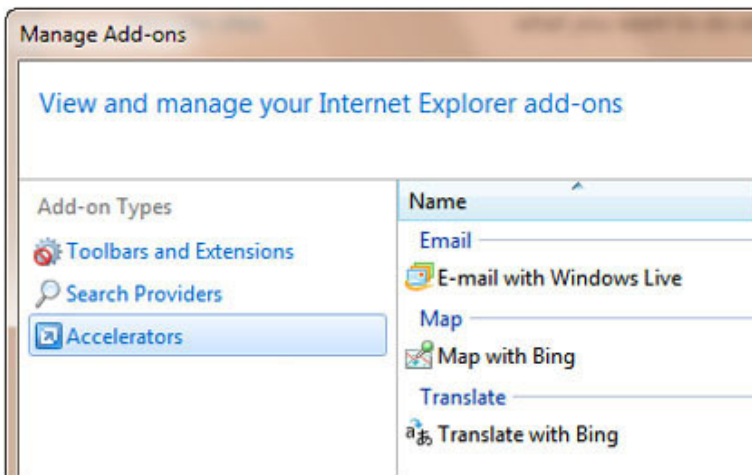 Manage Add-ons
View and manage your Internet Explorer add-ons
Add-on Types
Toolbars and Extensions
Search Providers
Accelerators
Name
Email
E-mail with Windows Live
Map
Map with Bing
Translate
Translate with Bing